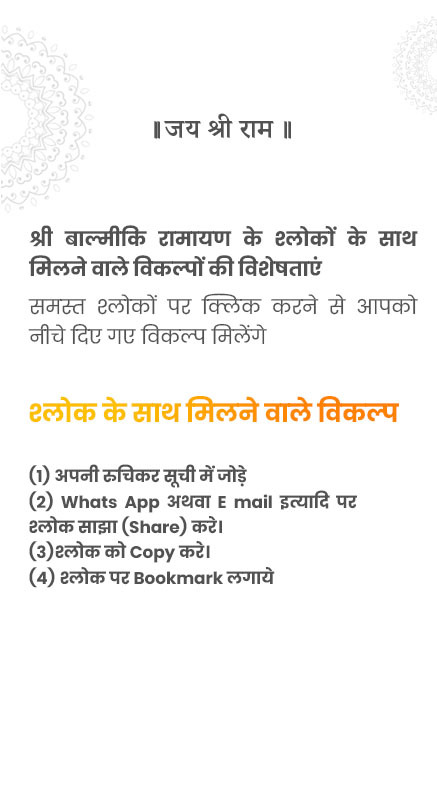 ॥जय श्री राम ॥
श्री बाल्मीकि रामायण के श्लोकों के साथ
मिलने वाले विकल्पों की विशेषताएं
समस्त श्लोकों पर क्लिक करने से आपको
नीचे दिए गए विकल्प मिलेंगे
श्लोक के साथ मिलने वाले विकल्प
(1) अपनी रुचिकर सूची में जोड़े
(2) Whats App अथवा E mail इत्यादि पर
श्लोक साझा (Share) करे।
(3)श्लोक को Copy करे।
(4) श्लोक पर Bookmark लगाये